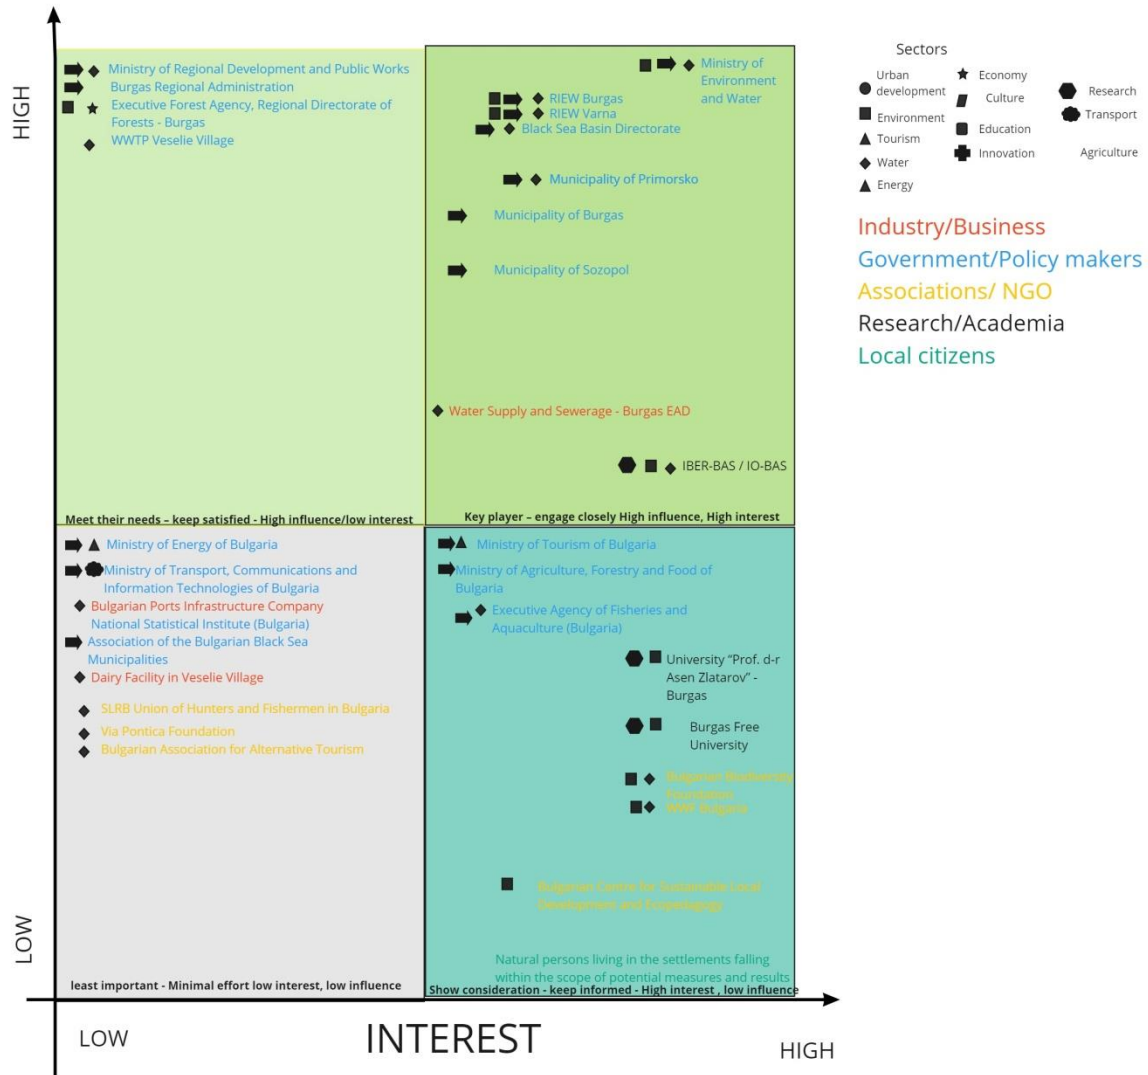 HIGH
Ministry of Regional Development and Public Works
Burgas Regional Administration
Executive Forest Agency, Regional Directorate of
Forests - Burgas
WWTP Veselie Village
Meet their needs – keep satisfied - High influence/low interest
Ministry of
Environment
and Water
RIEW Burgas
RIEW Varna
Black Sea Basin Directorate
Municipality of Primorsko
Municipality of Burgas
Municipality of Sozopol
Water Supply and Sewerage - Burgas EAD
IBER-BAS / IO-BAS
Key player – engage closely High influence, High interest
Sectors
Urban
development
Environment
Tourism
Water
Energy
Economy
Culture
Education
Innovation
Research
Transport
Agriculture
Industry/Business
Government/Policy makers
Associations/ NGO
Research/Academia
Local citizens
Ministry of Energy of Bulgaria
Ministry of Transport, Communications and
Information Technologies of Bulgaria
Bulgarian Ports Infrastructure Company
National Statistical Institute (Bulgaria)
Association of the Bulgarian Black Sea
Municipalities
Dairy Facility in Veselie Village
SLRB Union of Hunters and Fishermen in Bulgaria
Via Pontica Foundation
Bulgarian Association for Alternative Tourism
least important - Minimal effort low interest, low influence
Ministry of Tourism of Bulgaria
Ministry of Agriculture, Forestry and Food of
Bulgaria
Executive Agency of Fisheries and
Aquaculture (Bulgaria)
University “Prof. d-r
Asen Zlatarov” -
Burgas
Burgas Free
University
Bulgarian Biodiversity
Foundation
WWF Bulgaria
Bulgarian Centre for Sustainable Local
Development and Ecopedagogy
Natural persons living in the settlements falling
within the scope of potential measures and results
Show consideration - keep informed - High interest , low influence
LOW
LOW
INTEREST
HIGH